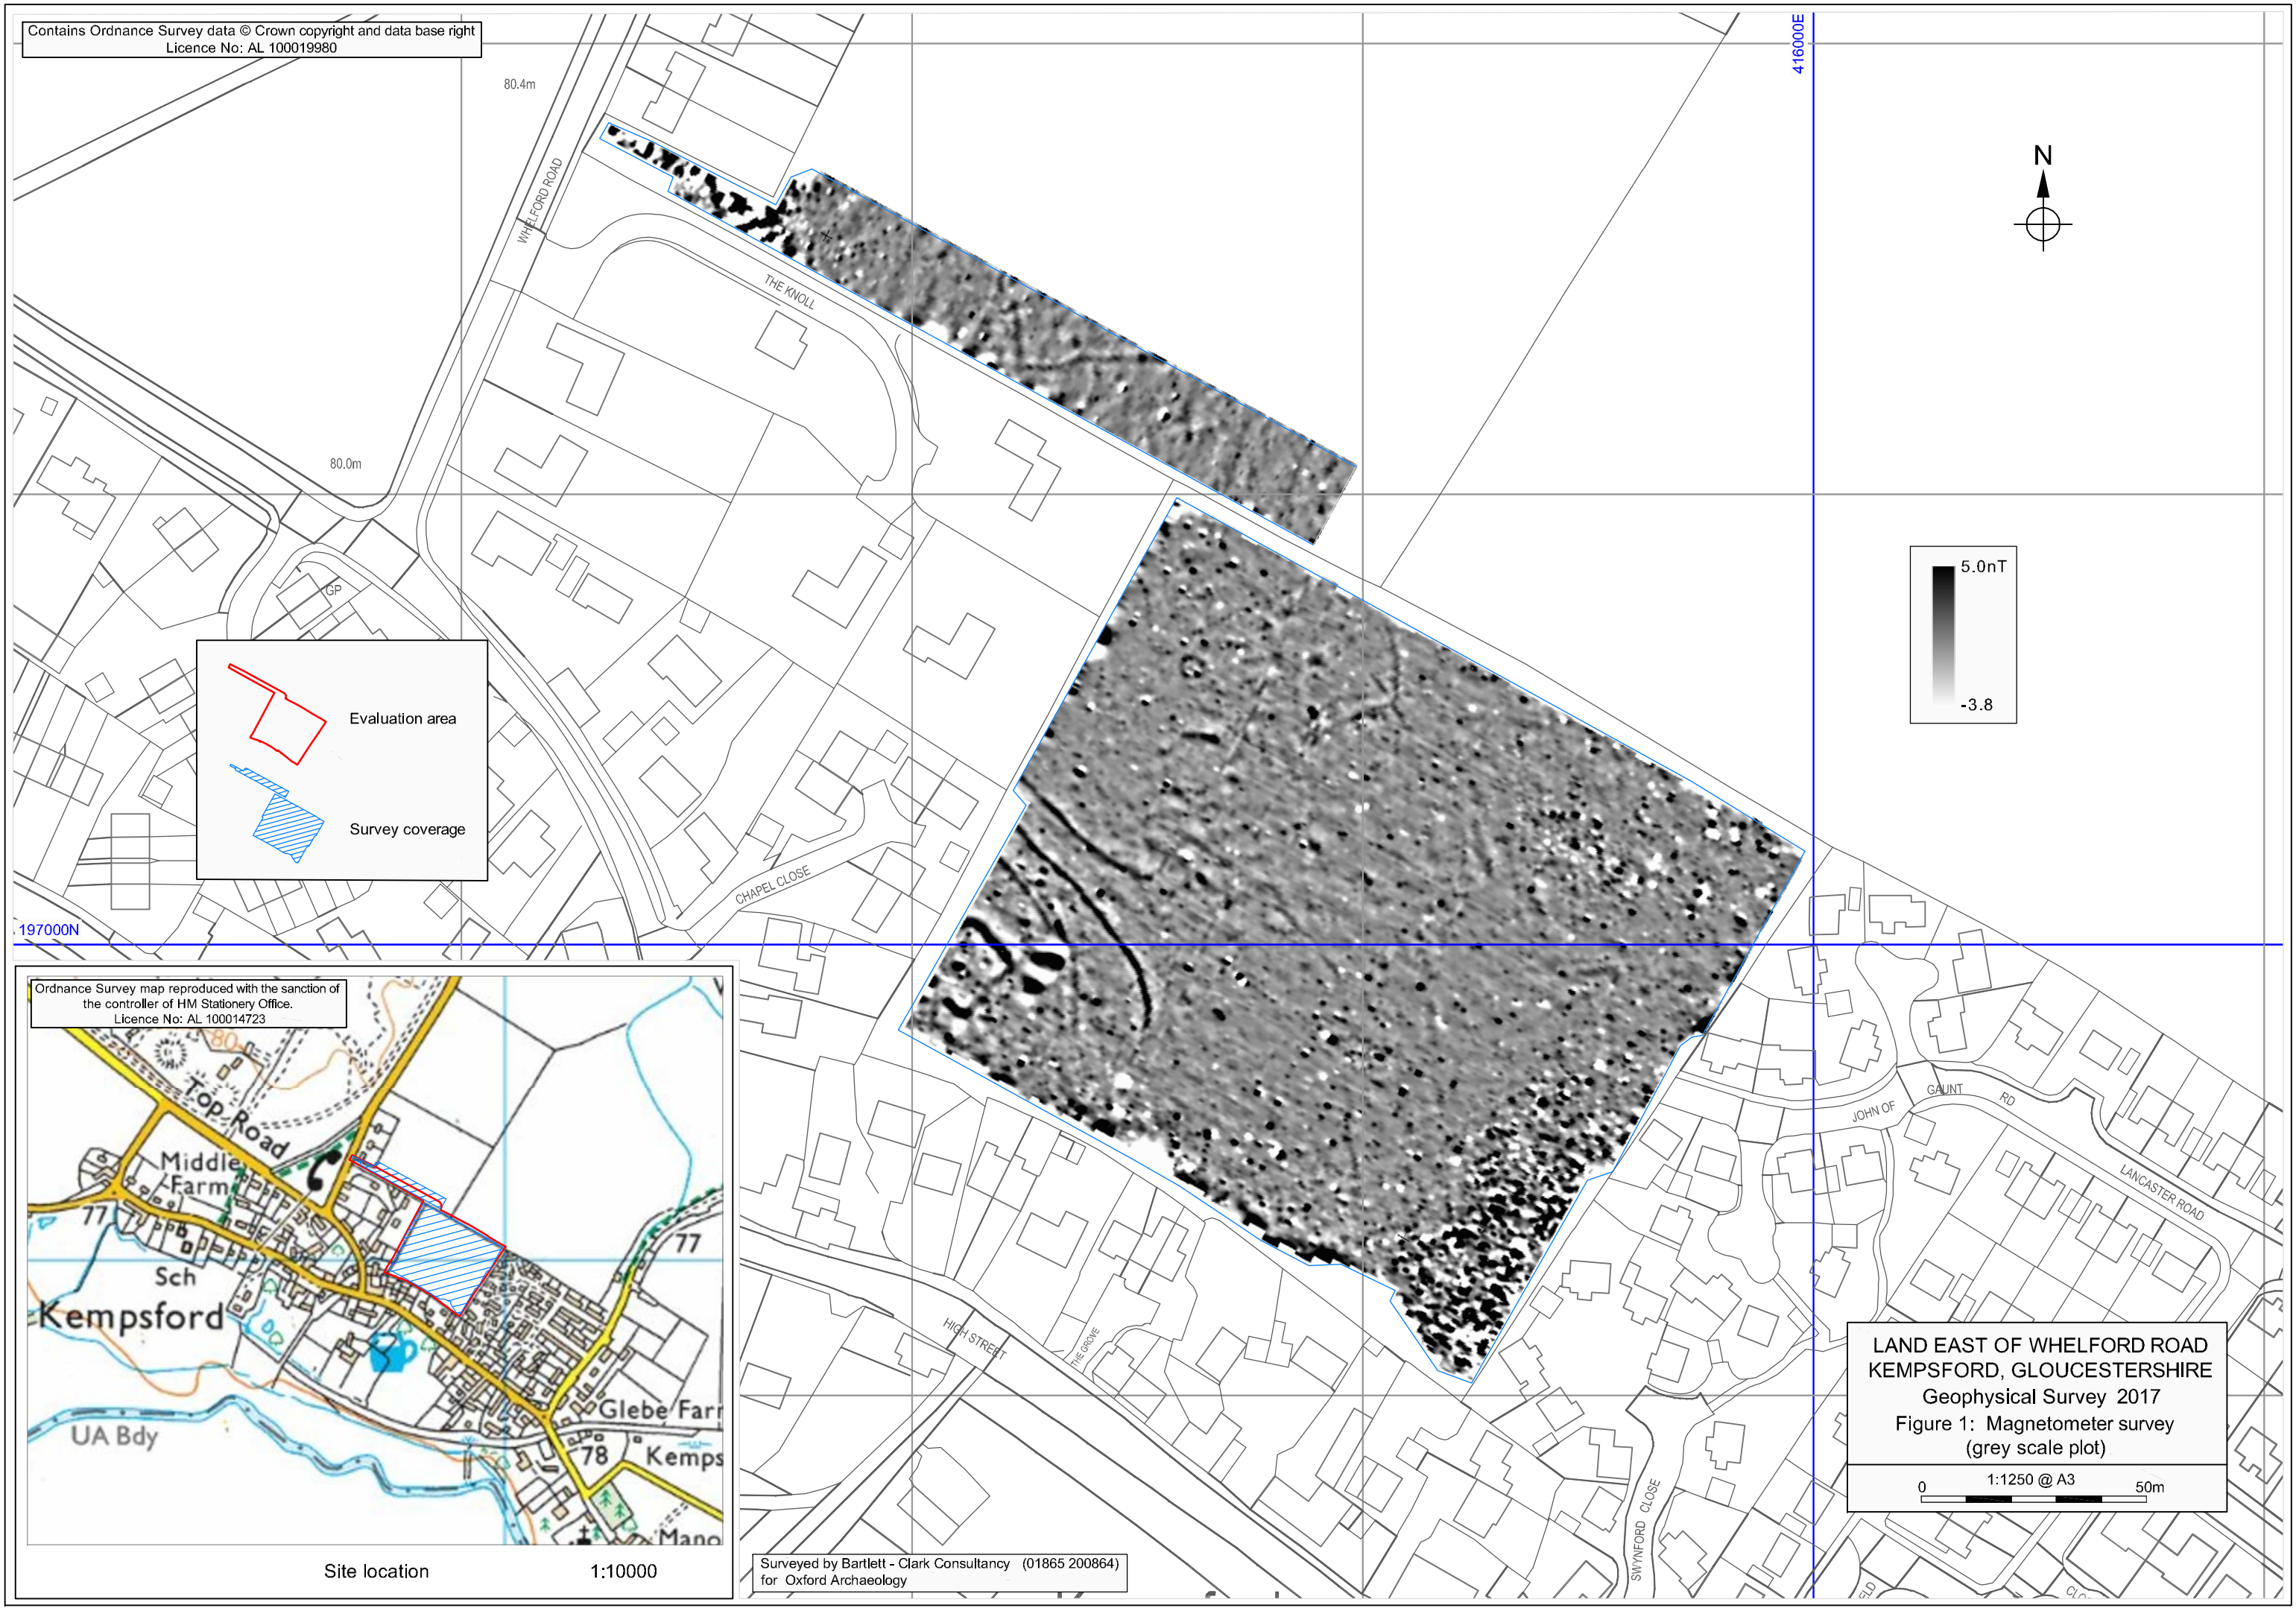 Contains Ordnance Survey data © Crown copyright and data base right
Licence No: AL 100019980
416000E
80.4m
WHELFORD ROAD
N
THE KNOLL
80.0m
GP
5.0nT
-3.8
Evaluation area
Survey coverage
CHAPEL CLOSE
197000N
JOHN OF
GAUNT
RD
LANCASTER ROAD
HIGH STREET
THE GROVE
SWYNFORD CLOSE
Ordnance Survey map reproduced with the sanction of
the controller of HM Stationery Office.
Licence No: AL 100014723
80
Top Road
Middle
Farm
77
77
Sch
Kempsford
UA Bdy
Glebe Farr
78
Kemps
Mano
Site location
1:10000
Surveyed by Bartlett - Clark Consultancy (01865 200864)
for Oxford Archaeology
LAND EAST OF WHELFORD ROAD
KEMPSFORD, GLOUCESTERSHIRE
Geophysical Survey 2017
Figure 1: Magnetometer survey
(grey scale plot)
1:1250 @ A3
0
50m